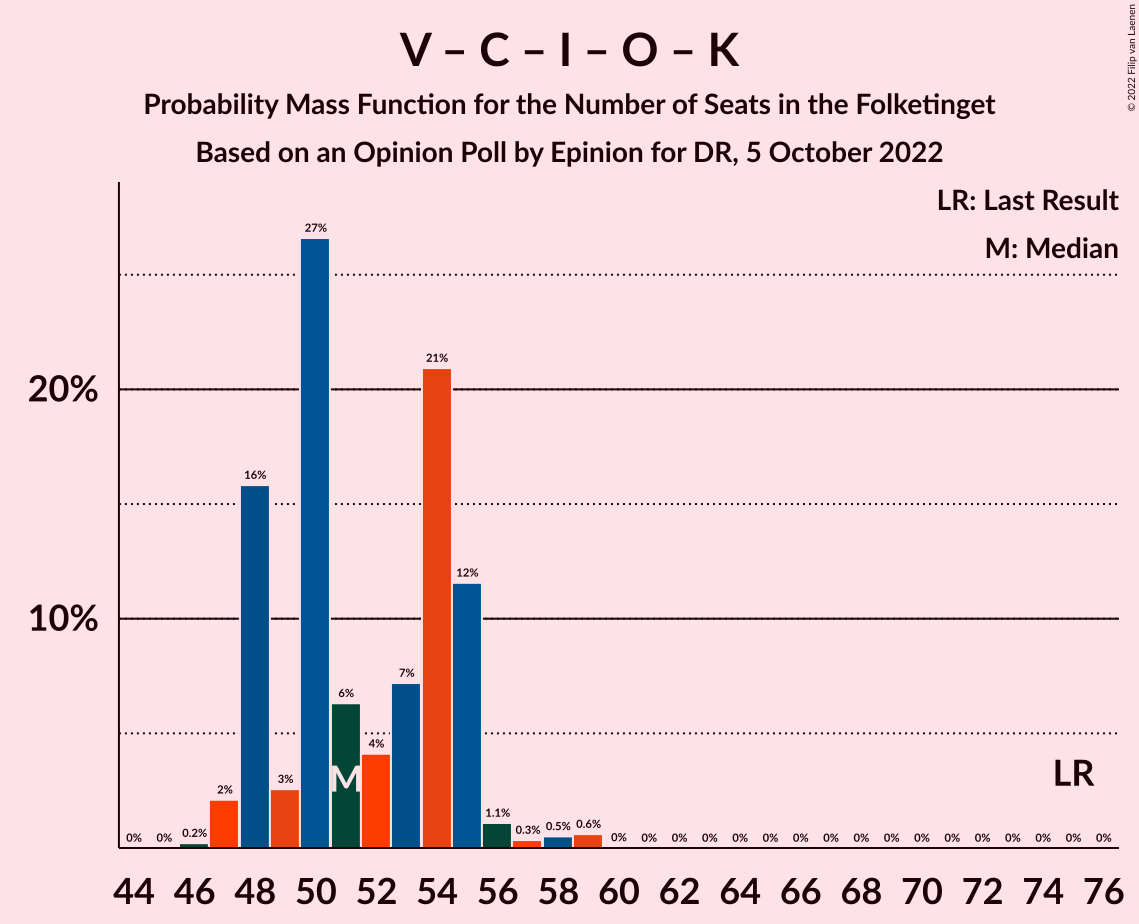 V – C – I – O – K
Probability Mass Function for the Number of Seats in the Folketinget
Based on an Opinion Poll by Epinion for DR, 5 October 2022
© 2022 Filip van Laenen
LR: Last Result
M: Median
20%
10%
0% 0% 0.2% 2% 16% 3% 27% 6% 4% 7% 21% 12% 1.1% 0.3% 0.5% 0.6% 0% 0% 0% 0% 0% 0% 0% 0% 0% 0% 0% 0% 0% 0% 0% 0% 0%
M
LR
44 46 48 50 52 54 56 58 60 62 64 66 68 70 72 74 76